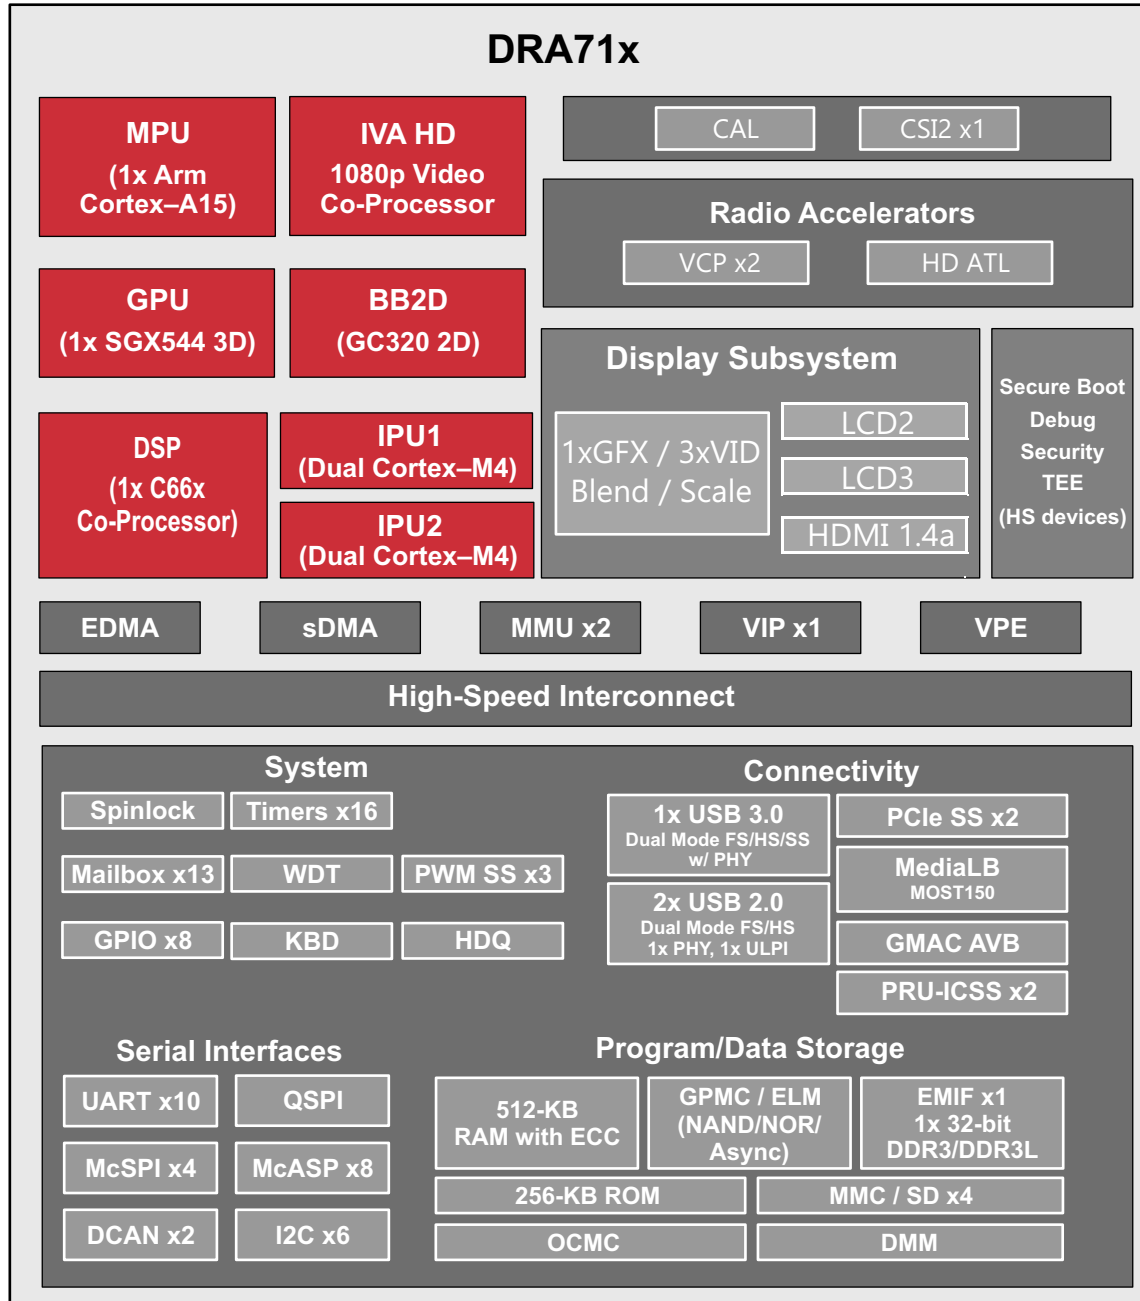 DRA71x
MPU
(1x Arm
Cortex–A15)
IVA HD
1080p Video
Co-Processor
CAL
CSI2 x1
Radio Accelerators
VCP x2
HD ATL
GPU
(1x SGX544 3D)
BB2D
(GC320 2D)
Display Subsystem
1xGFX / 3xVID
Blend / Scale
LCD2
LCD3
HDMI 1.4a
Secure Boot
Debug
Security
TEE
(HS devices)
DSP
(1x C66x
Co-Processor)
IPU1
(Dual Cortex–M4)
IPU2
(Dual Cortex–M4)
EDMA
sDMA
MMU x2
VIP x1
VPE
High-Speed Interconnect
System
Spinlock
Timers x16
Mailbox x13
WDT
PWM SS x3
GPIO x8
KBD
HDQ
Connectivity
1x USB 3.0
Dual Mode FS/HS/SS
w/ PHY
2x USB 2.0
Dual Mode FS/HS
1x PHY, 1x ULPI
PCIe SS x2
MediaLB
MOST150
GMAC AVB
PRU-ICSS x2
Serial Interfaces
UART x10
QSPI
McSPI x4
McASP x8
DCAN x2
I2C x6
Program/Data Storage
512-KB
RAM with ECC
GPMC / ELM
(NAND/NOR/
Async)
EMIF x1
1x 32-bit
DDR3/DDR3L
256-KB ROM
MMC / SD x4
OCMC
DMM